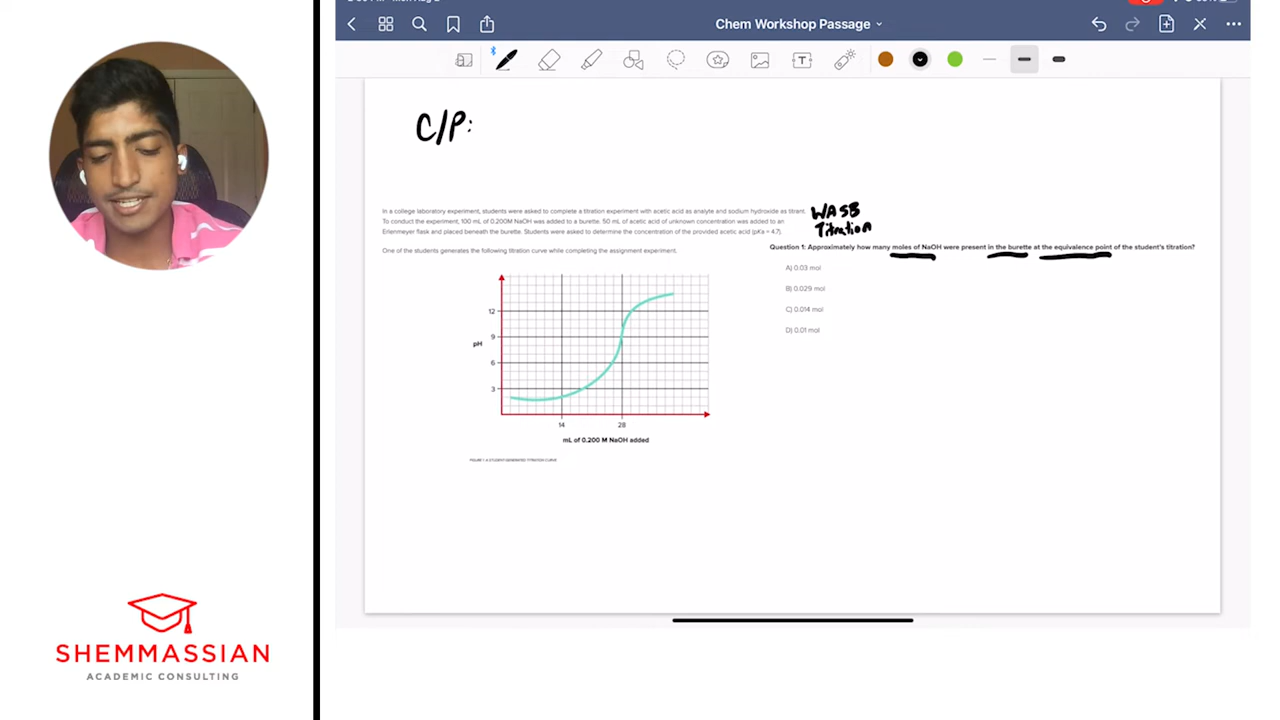 Chem Workshop Passage
C/P:
In a college laboratory experiment, students were asked to complete a titration experiment with acetic acid as analyte and sodium hydroxide as titrant.
To conduct the experiment, 100 mL of 0.200M NaOH was added to a burette. 50 mL of acetic acid of unknown concentration was added to an
Erlenmeyer flask and placed beneath the burette. Students were asked to determine the concentration of the provided acetic acid (pKa = 4.7).
WASB
Titration
One of the students generates the following titration curve while completing the assignment experiment.
Question 1: Approximately how many moles of NaOH were present in the burette at the equivalence point of the student's titration?
A) 0.03 mol
B) 0.029 mol
C) 0.014 mol
D) 0.01 mol
12
9
pH
6
3
14 28
mL of 0.200 M NaOH added
FIGURE 1: A STUDENT-GENERATED TITRATION CURVE
SHEMMASSIAN
ACADEMIC CONSULTING